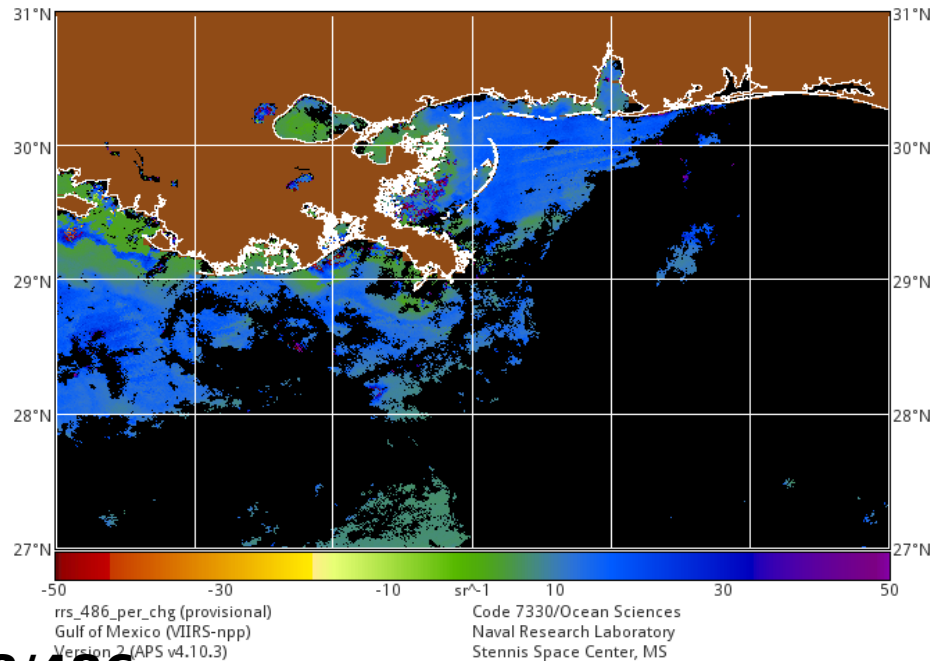 31°N 31°N
30°N 30°N
29°N 29°N
28°N 28°N
27°N 27°N
-50 -30 -10 sr^-1 10 30 50
rrs_486_per_chg (provisional) Code 7330/Ocean Sciences
Gulf of Mexico (VIIRS-npp) Naval Research Laboratory
Version 2 (APS v4.10.3) Stennis Space Center, MS
/486